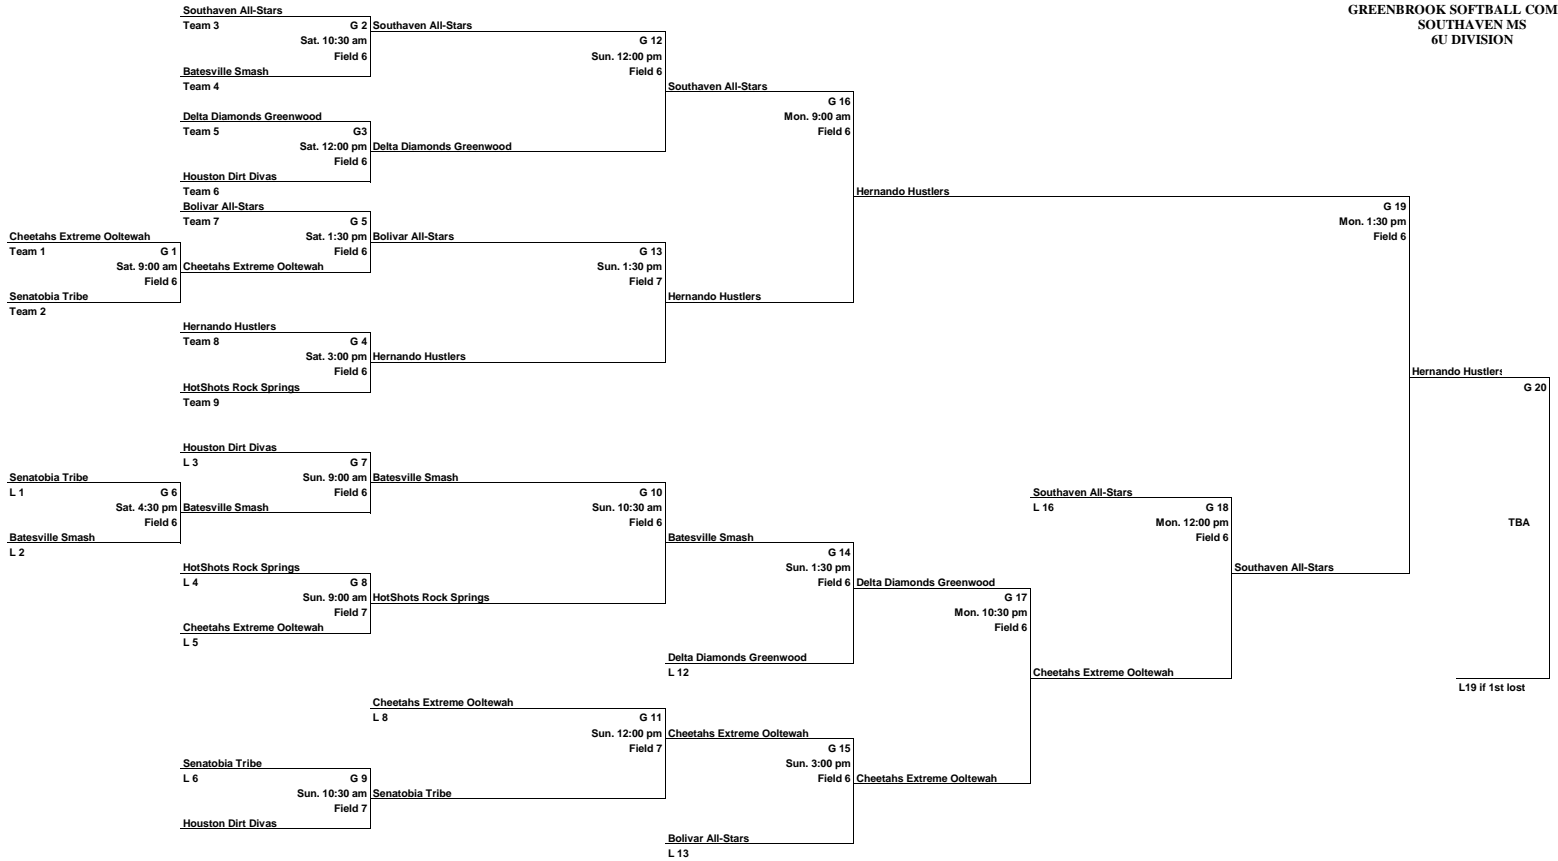 GREENBROOK SOFTBALL COM
SOUTHAVEN MS
6U DIVISION
Southaven All-Stars
Team 3
G 2
Southaven All-Stars
Sat. 10:30 am
Field 6
Batesville Smash
Team 4
G 12
Sun. 12:00 pm
Field 6
Southaven All-Stars
Delta Diamonds Greenwood
Team 5
G3
Sat. 12:00 pm
Delta Diamonds Greenwood
Field 6
Houston Dirt Divas
Team 6
G 16
Mon. 9:00 am
Field 6
Hernando Hustlers
Bolivar All-Stars
Team 7
G 5
Sat. 1:30 pm
Bolivar All-Stars
Field 6
Cheetahs Extreme Ooltewah
Team 1
G 1
Sat. 9:00 am
Cheetahs Extreme Ooltewah
Field 6
Senatobia Tribe
Team 2
G 13
Sun. 1:30 pm
Field 7
Hernando Hustlers
Hernando Hustlers
Team 8
G 4
Sat. 3:00 pm
Hernando Hustlers
Field 6
HotShots Rock Springs
Team 9
G 19
Mon. 1:30 pm
Field 6
Hernando Hustlers
G 20
TBA
L19 if 1st lost
Houston Dirt Divas
L 3
G 7
Sun. 9:00 am
Batesville Smash
Field 6
Senatobia Tribe
L 1
G 6
Sat. 4:30 pm
Batesville Smash
Field 6
Batesville Smash
L 2
G 10
Sun. 10:30 am
Field 6
Batesville Smash
HotShots Rock Springs
L 4
G 8
Sun. 9:00 am
HotShots Rock Springs
Field 7
Cheetahs Extreme Ooltewah
L 5
G 14
Sun. 1:30 pm
Field 6
Delta Diamonds Greenwood
Delta Diamonds Greenwood
L 12
Southaven All-Stars
L 16
G 18
Mon. 12:00 pm
Field 6
Southaven All-Stars
G 17
Mon. 10:30 pm
Field 6
Cheetahs Extreme Ooltewah
Cheetahs Extreme Ooltewah
L 8
G 11
Sun. 12:00 pm
Cheetahs Extreme Ooltewah
Field 7
G 15
Sun. 3:00 pm
Field 6
Cheetahs Extreme Ooltewah
Senatobia Tribe
L 6
G 9
Sun. 10:30 am
Senatobia Tribe
Field 7
Houston Dirt Divas
Bolivar All-Stars
L 13